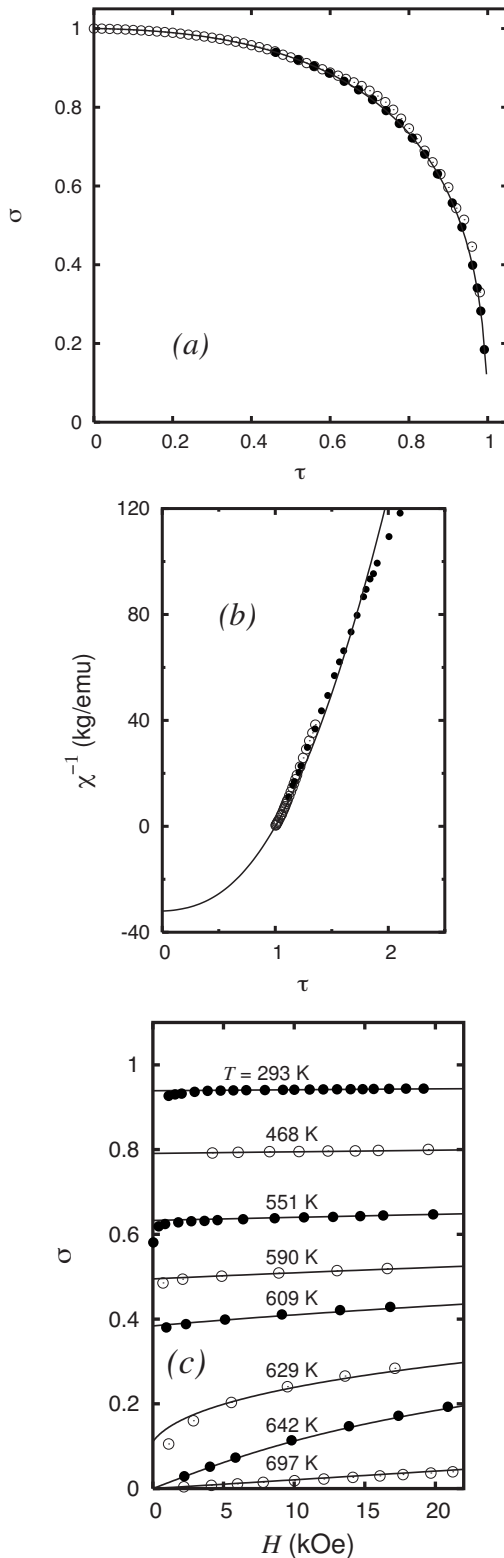 1
0.8
0.6
0.4
0.2
0
σ
(a)
0 0.2 0.4 0.6 0.8 1
τ
120
80
40
0
-40
χ⁻¹ (kg/emu)
(b)
0 1 2
τ
1
0.8
0.6
0.4
0.2
0
σ
T = 293 K
468 K
551 K
590 K
609 K
(c)
629 K
642 K
697 K
0 5 10 15 20
H (kOe)